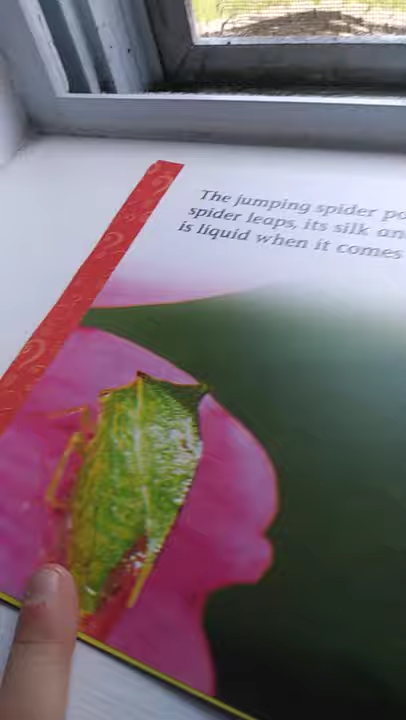 The jumping spider
spider leaps, its silk
is liquid when it comes